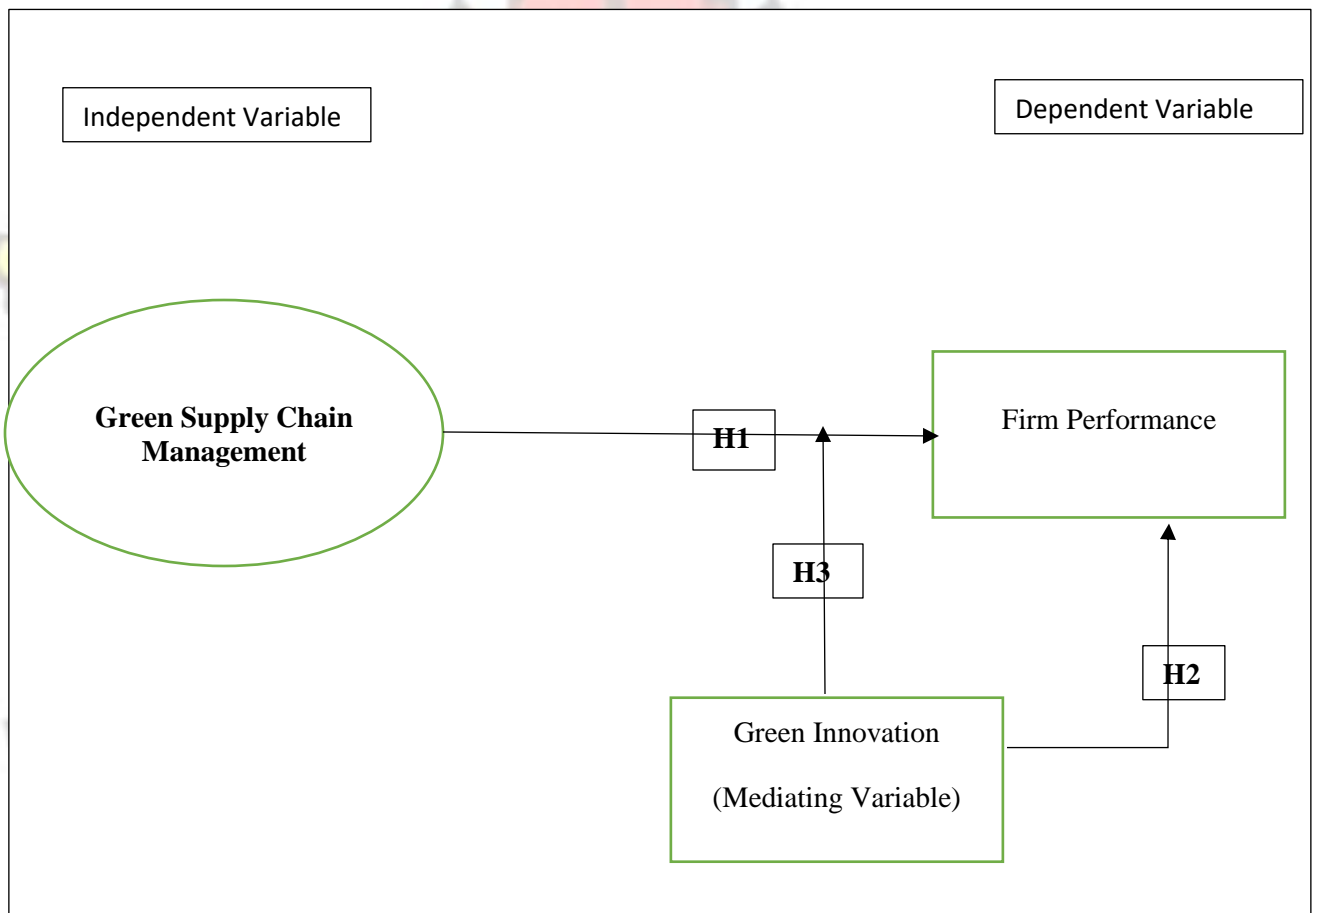 Independent Variable
Dependent Variable
Green Supply Chain
Management
H1
Firm Performance
H3
H2
Green Innovation
(Mediating Variable)